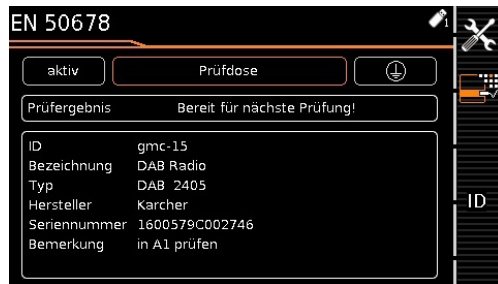 EN 50678
1
aktiv
Prüfdose
Prüfergebnis Bereit für nächste Prüfung!
ID gmc-15
Bezeichnung DAB Radio
Typ DAB 2405
Hersteller Karcher
Seriennummer 1600579C002746
Bemerkung in A1 prüfen
ID